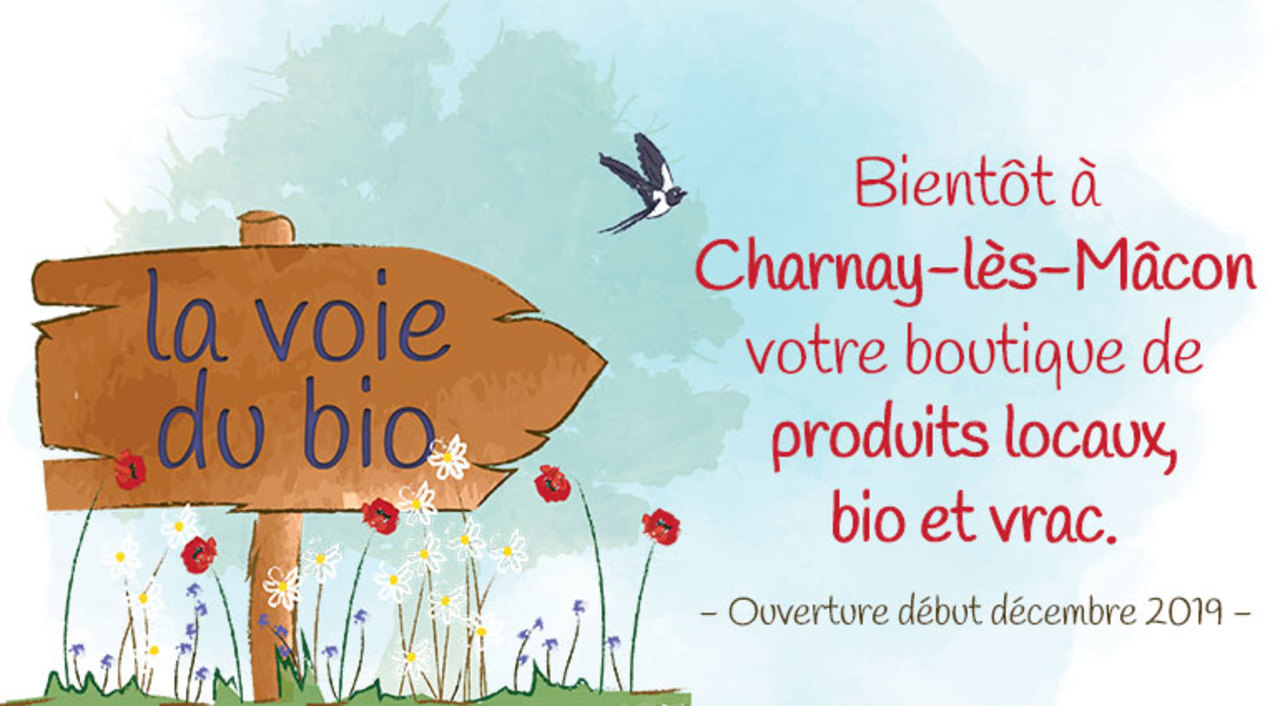 la voie
du bio
Bientôt à
Charnay-lès-Mâcon
votre boutique de
produits locaux,
bio et vrac.
- Ouverture début décembre 2019 -